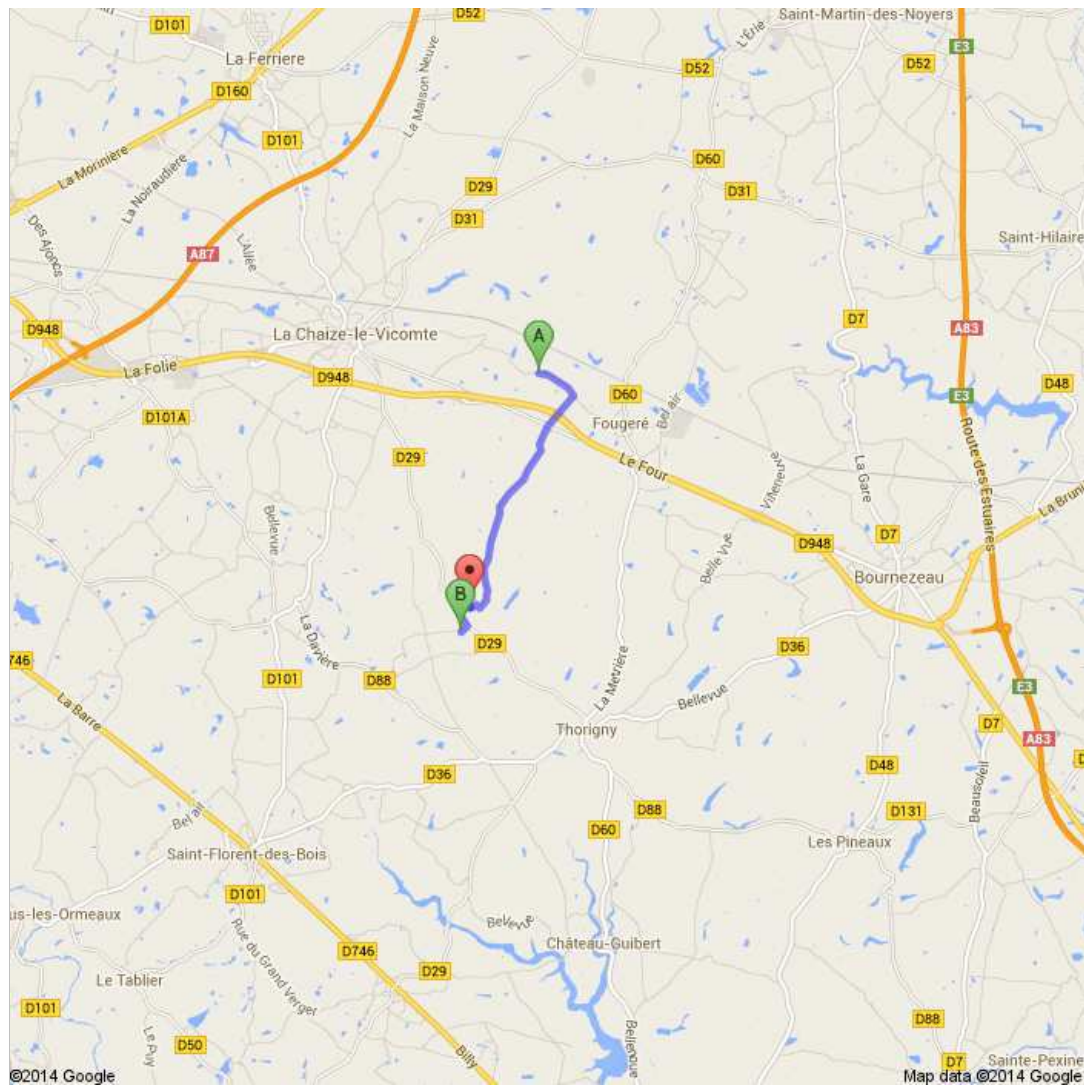 D101
D52
Saint-Martin-des-Noyers
La Ferriere
L'Érié
E3
D52
D52
La Maison Neuve
D160
D101
La Morinière
La Noiraudière
D60
D29
D31
D31
Des Ajoncs
L'Allée
Saint-Hilaire
A87
D948
La Chaize-le-Vicomte
A
D7
A83
La Folie
D948
D60
D48
E3
D101A
Fougeré
Bel air
Route des Estuaires
D29
Le Four
Villeneuve
La Gare
La Bruni
Bellevue
D7
Belle Vue
D948
B
Bournezeau
La Davière
D29
D36
746
D88
D101
La Metrière
Bellevue
E3
La Barre
Thorigny
D7
A83
D36
D48
Beausoleil
Bel air
D88
D131
D60
Les Pineaux
Saint-Florent-des-Bois
D101
us-les-Ormeaux
Bellevue
Rue du Grand Verger
D746
Château-Guibert
Le Tablier
D29
D101
Le Puy
D50
Billy
Bellevue
D88
D7
Sainte-Pexine
©2014 Google
Map data ©2014 Google